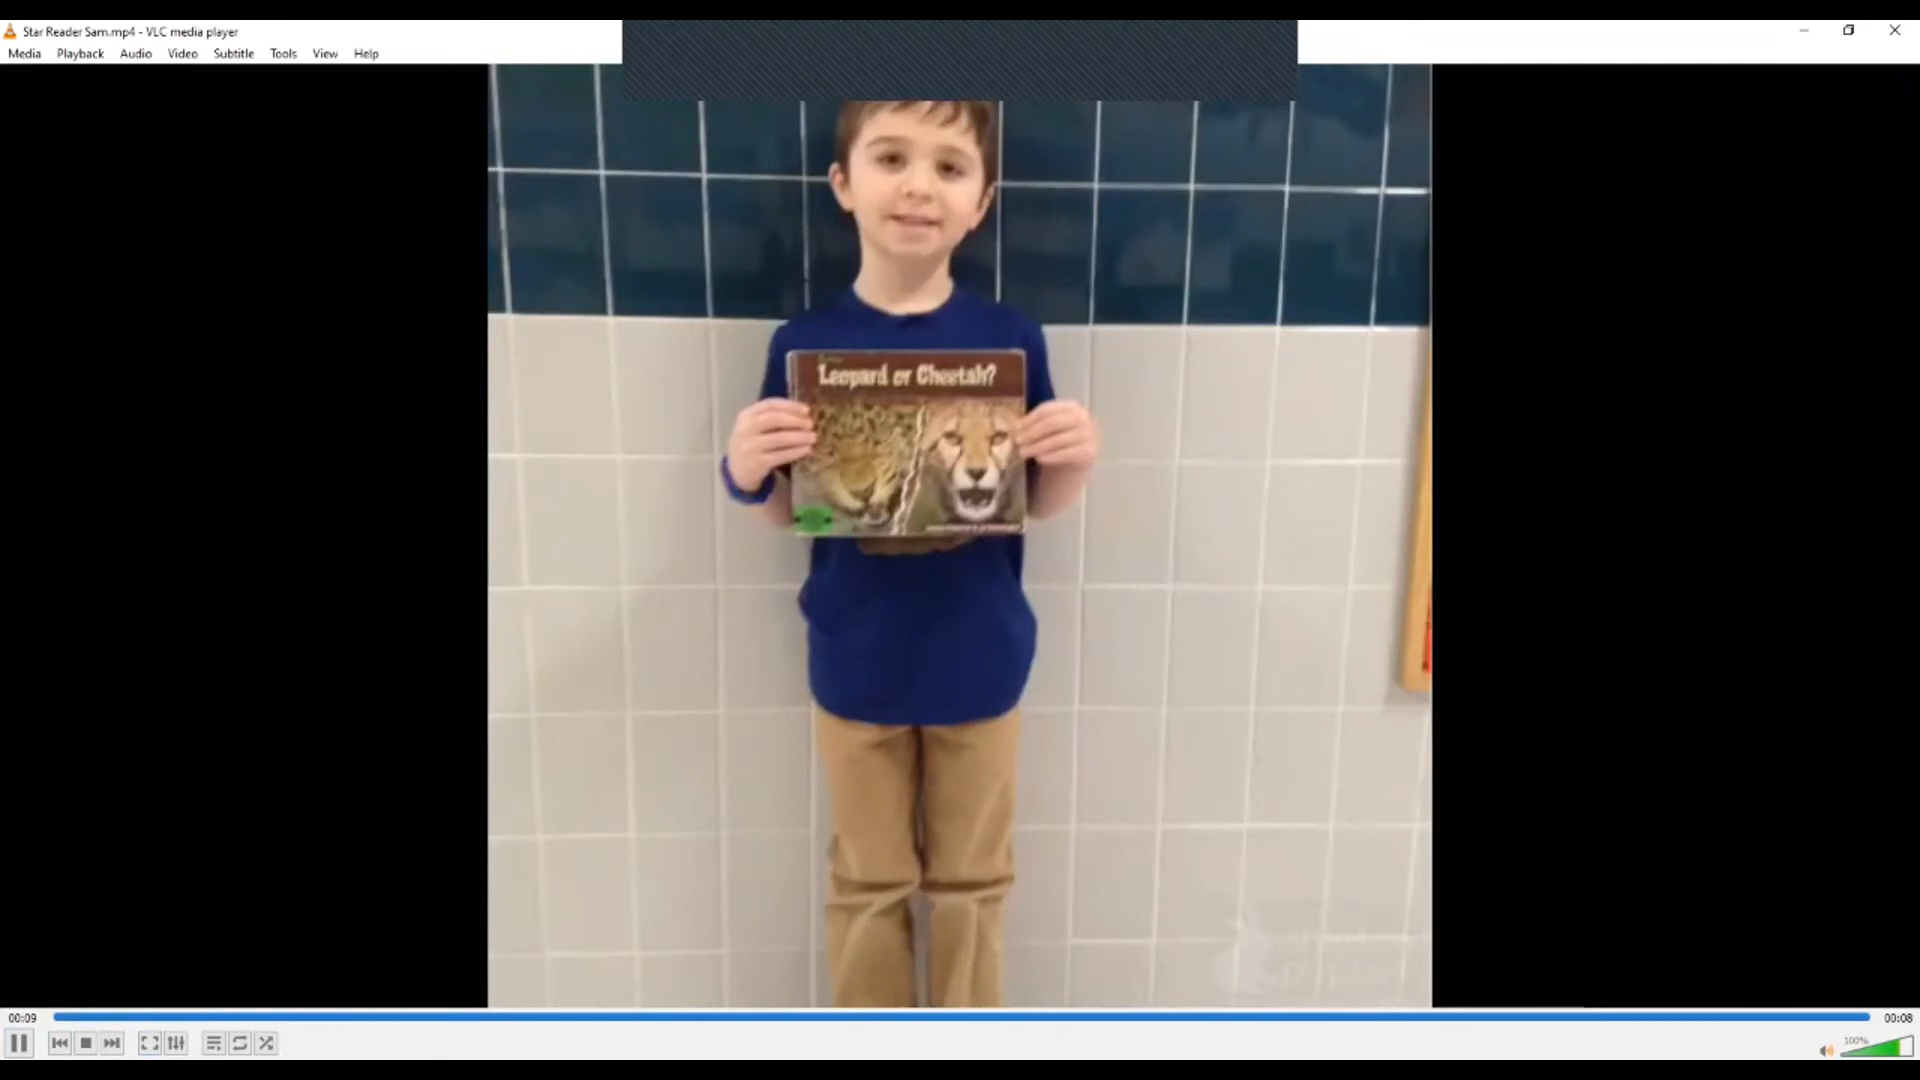 Star Reader Sam.mp4 - VLC media player
Media Playback Audio Video Subtitle Tools View Help
Leopard or Cheetah?
00:09
00:08
100%